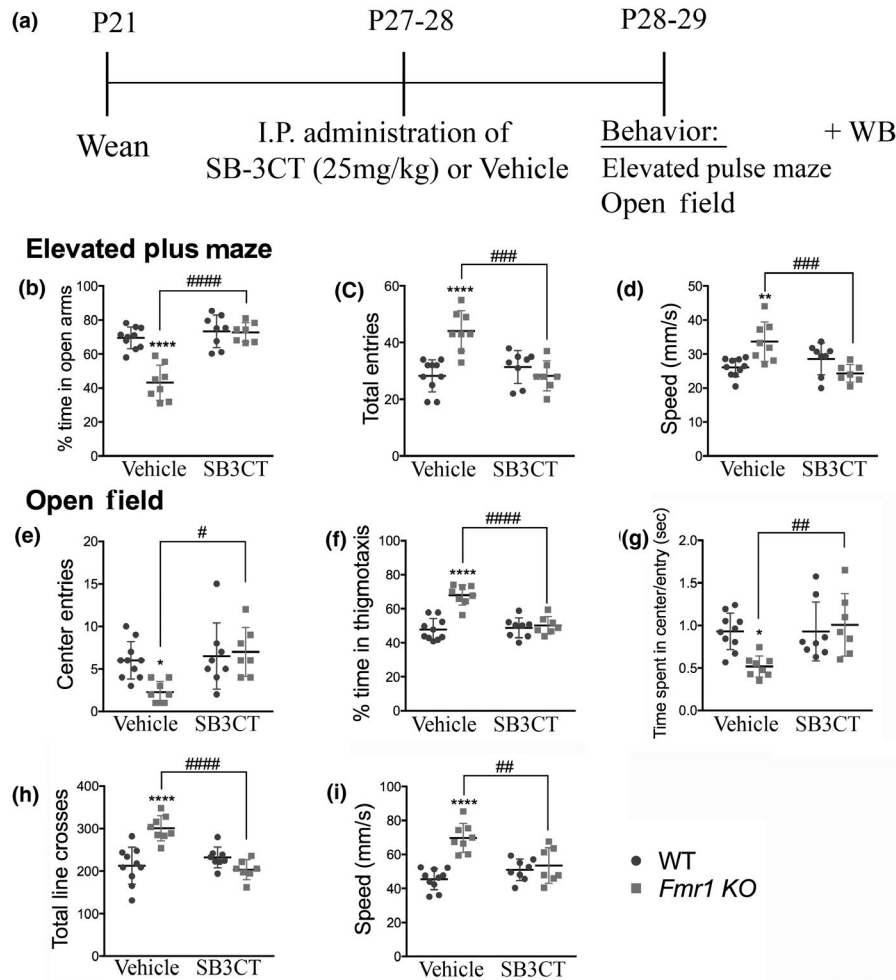 (a)
P21
P27-28
P28-29
Wean
I.P. administration of
SB-3CT (25mg/kg) or Vehicle
Behavior:
+ WB
Elevated pulse maze
Open field
Elevated plus maze
(b)
% time in open arms
100
80
60
40
20
0
####
****
Vehicle
SB3CT
(C)
Total entries
60
40
20
0
###
****
Vehicle
SB3CT
(d)
Speed (mm/s)
50
40
30
20
10
0
###
**
Vehicle
SB3CT
Open field
(e)
Center entries
20
15
10
5
0
#
*
Vehicle
SB3CT
(f)
% time in thigmotaxis
100
80
60
40
20
0
####
****
Vehicle
SB3CT
(g)
Time spent in center/entry (sec)
2.0
1.5
1.0
0.5
0.0
##
*
Vehicle
SB3CT
(h)
Total line crosses
400
300
200
100
0
####
****
Vehicle
SB3CT
(i)
Speed (mm/s)
100
80
60
40
20
0
##
****
Vehicle
SB3CT
WT
Fmr1 KO